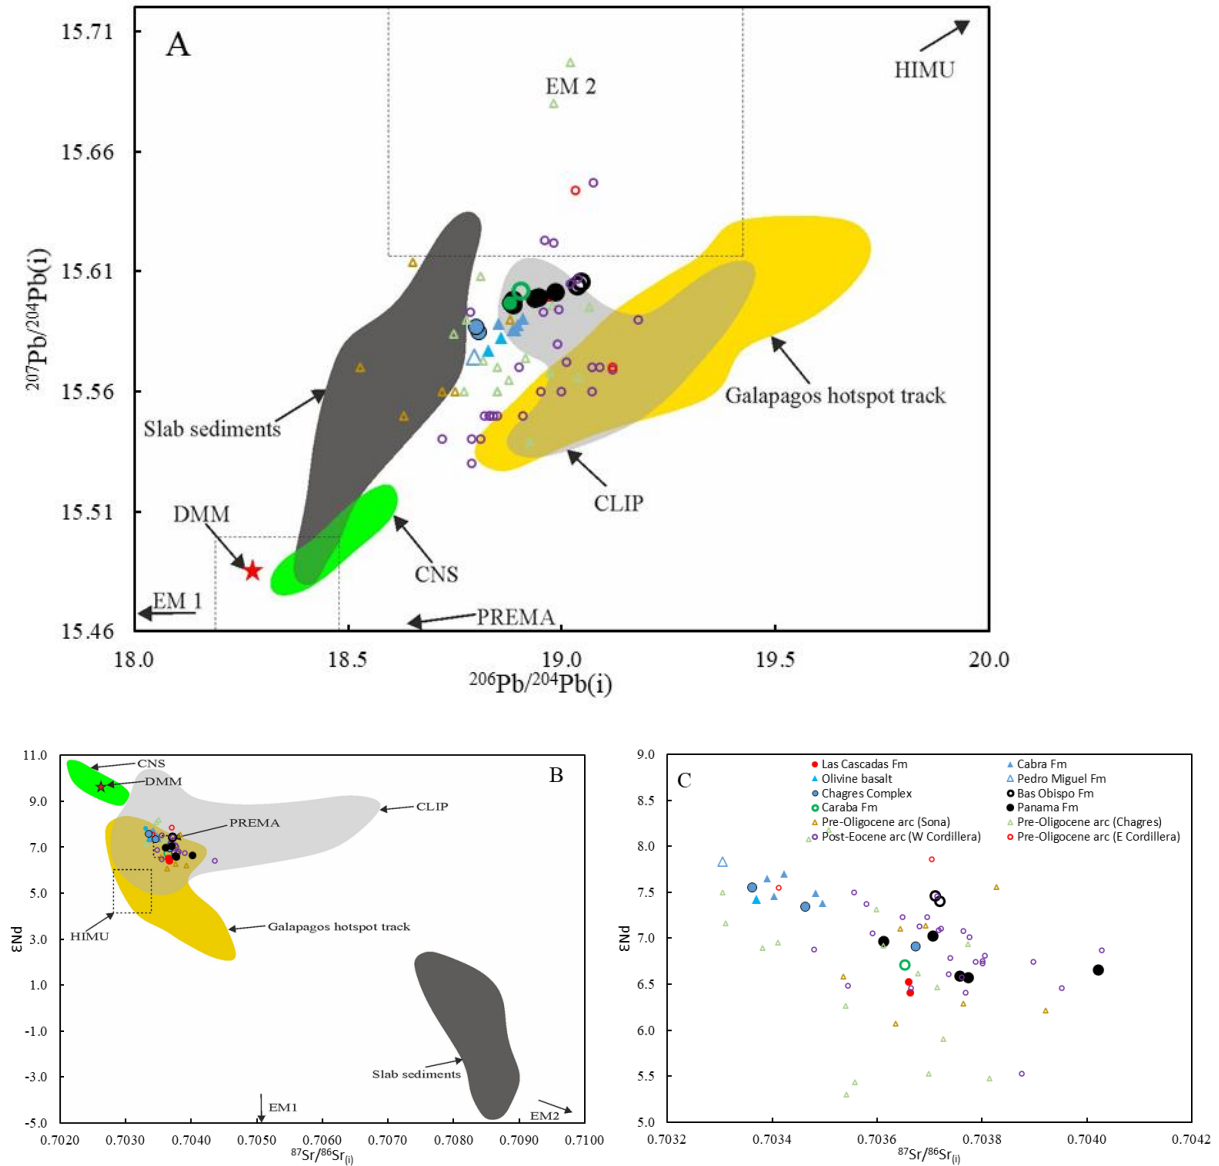 A
15.71
15.66
15.61
15.56
15.51
15.46
207Pb/204Pb(i)
HIMU
EM 2
Galapagos hotspot track
Slab sediments
CLIP
DMM
CNS
EM 1
PREMA
18.0 18.5 19.0 19.5 20.0
206Pb/204Pb(i)
B
11.0
9.0
7.0
5.0
3.0
1.0
-1.0
-3.0
-5.0
εNd
CNS
DMM
CLIP
PREMA
HIMU
Galapagos hotspot track
Slab sediments
EM1
EM2
0.7020 0.7030 0.7040 0.7050 0.7060 0.7070 0.7080 0.7090 0.7100
87Sr/86Sr(i)
C
9.0
8.5
8.0
7.5
7.0
6.5
6.0
5.5
5.0
εNd
Las Cascadas Fm
Cabra Fm
Olivine basalt
Pedro Miguel Fm
Chagres Complex
Bas Obispo Fm
Caraba Fm
Panama Fm
Pre-Oligocene arc (Sona)
Pre-Oligocene arc (Chagres)
Post-Eocene arc (W Cordillera)
Pre-Oligocene arc (E Cordillera)
0.7032 0.7034 0.7036 0.7038 0.7040 0.7042
87Sr/86Sr(i)